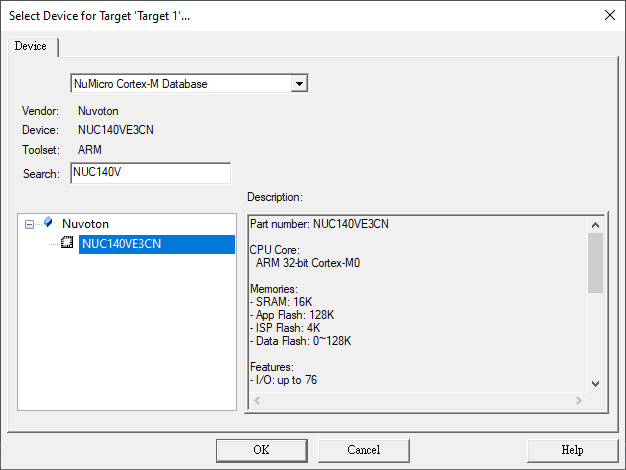 Select Device for Target 'Target 1'...
Device
NuMicro Cortex-M Database
Vendor: Nuvoton
Device: NUC140VE3CN
Toolset: ARM
Search: NUC140V
Description:
Nuvoton
NUC140VE3CN
Part number: NUC140VE3CN
CPU Core:
ARM 32-bit Cortex-M0
Memories:
- SRAM: 16K
- App Flash: 128K
- ISP Flash: 4K
- Data Flash: 0~128K
Features:
- I/O: up to 76
OK Cancel Help